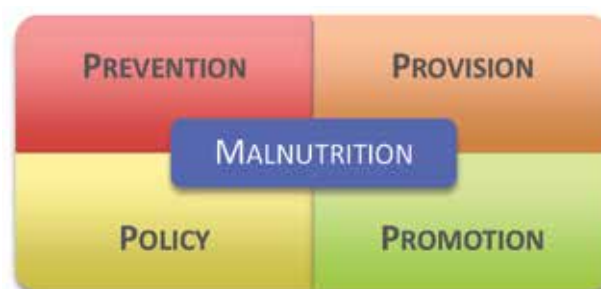 PREVENTION
PROVISION
MALNUTRITION
POLICY
PROMOTION